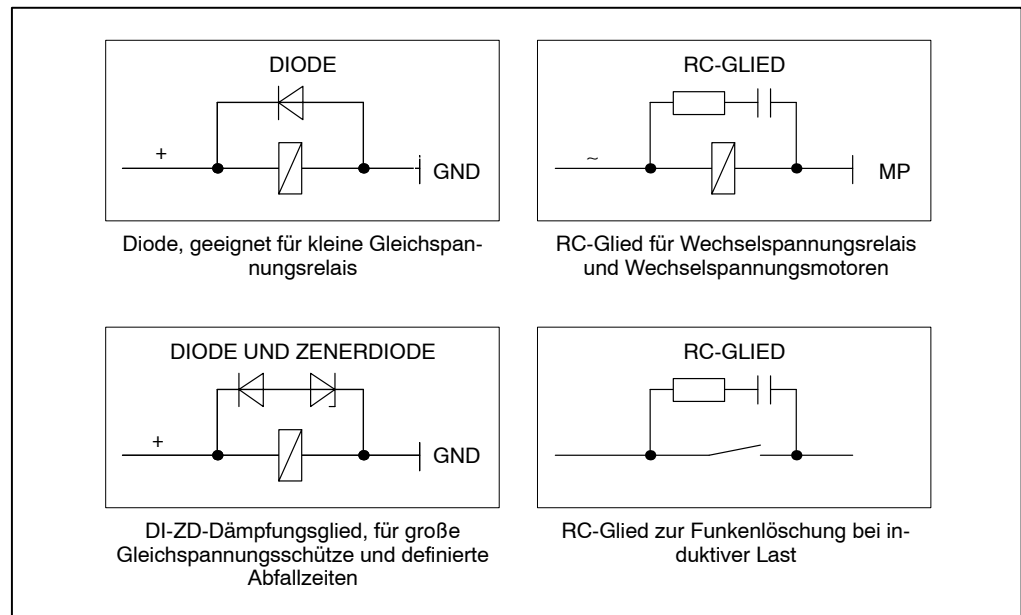 DIODE
+
GND
Diode, geeignet für kleine Gleichspan-
nungsrelais
RC-GLIED
~
MP
RC-Glied für Wechselspannungsrelais
und Wechselspannungsmotoren
DIODE UND ZENERDIODE
+
GND
DI-ZD-Dämpfungsglied, für große
Gleichspannungsschütze und definierte
Abfallzeiten
RC-GLIED
RC-Glied zur Funkenlöschung bei in-
duktiver Last